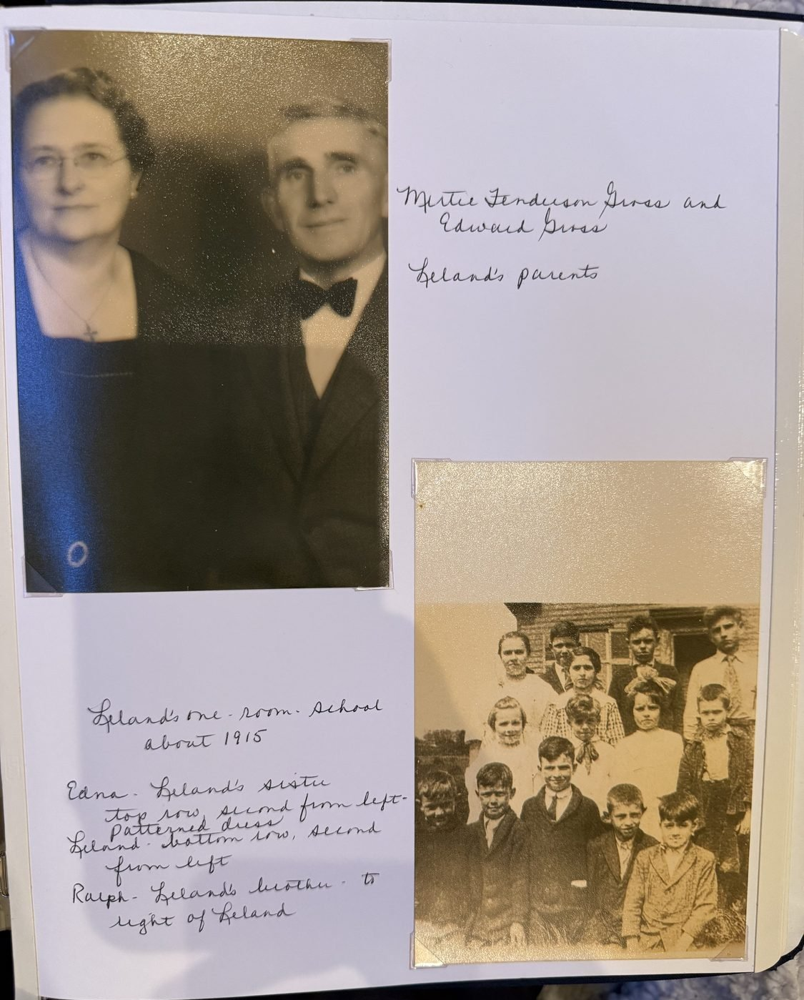 Mirtie Fenderson Gross and
Edward Gross
Leland's parents
Leland's one-room-school
about 1915
Edna - Leland's sister
top row, second from left-
patterned dress
Leland - bottom row, second
from left
Ralph - Leland's brother - to
right of Leland